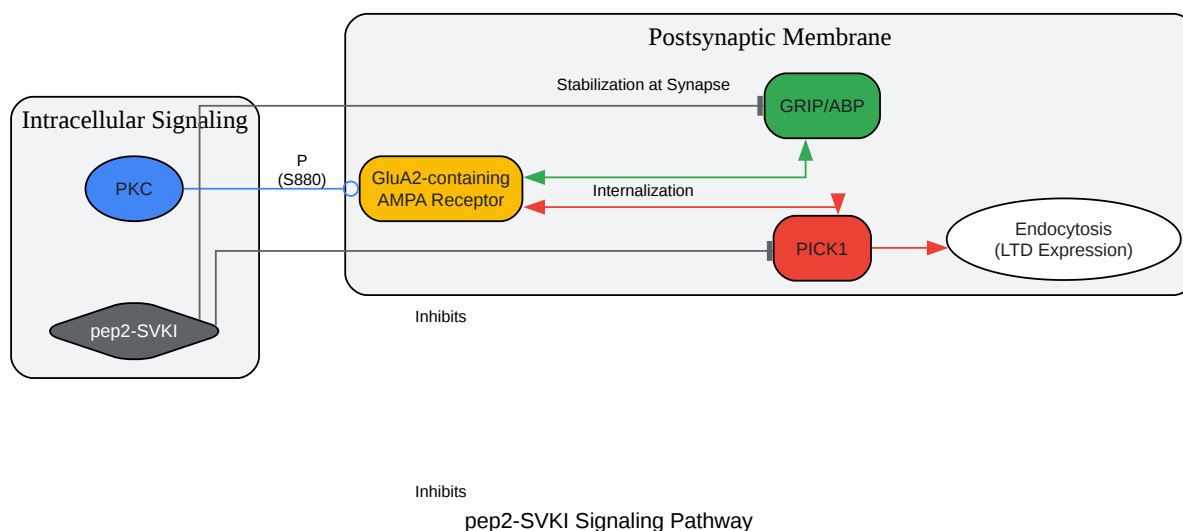 Postsynaptic Membrane
Stabilization at Synapse
GRIP/ABP
Intracellular Signaling
P
(S880)
PKC
GluA2-containing
AMPA Receptor
Internalization
PICK1
Endocytosis
(LTD Expression)
pep2-SVKI
Inhibits
Inhibits
pep2-SVKI Signaling Pathway